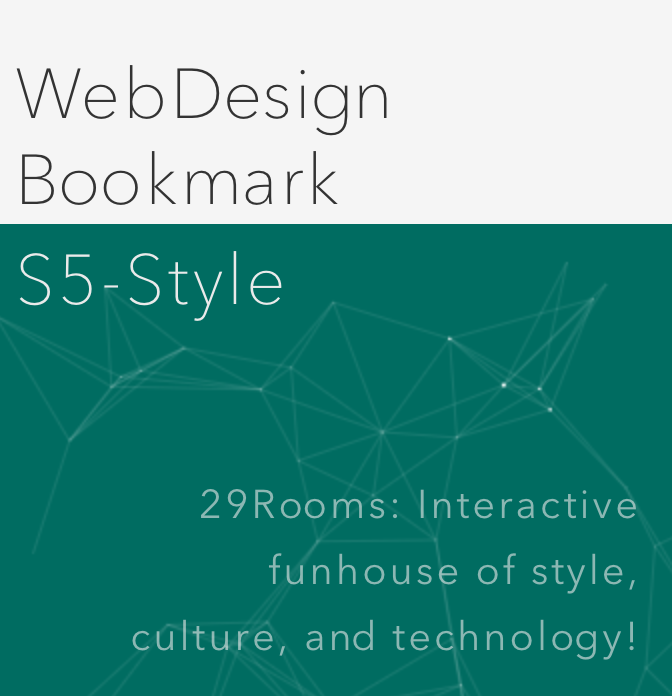 WebDesign
Bookmark
S5-Style
29Rooms: Interactive
funhouse of style,
culture, and technology!